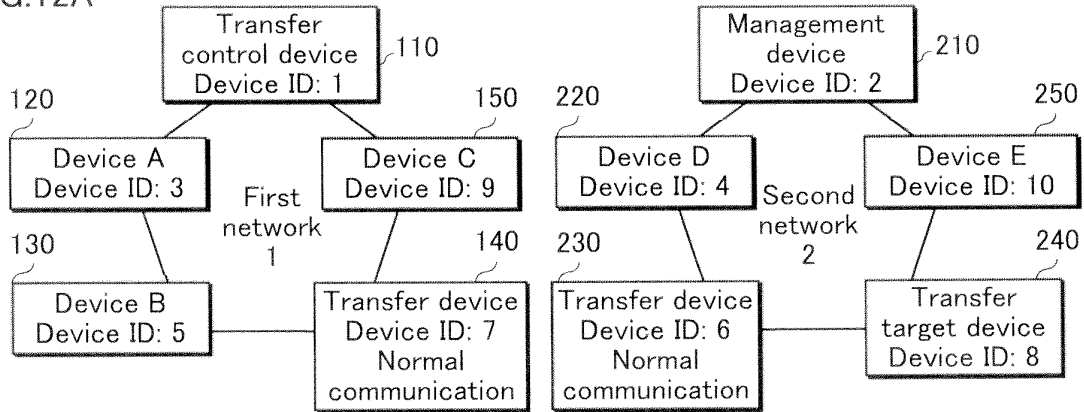 G.12A
Transfer
control device
Device ID: 1
110
Management
device
Device ID: 2
210
120
Device A
Device ID: 3
150
Device C
Device ID: 9
220
Device D
Device ID: 4
250
Device E
Device ID: 10
First
network
1
Second
network
2
130
Device B
Device ID: 5
140
Transfer device
Device ID: 7
Normal
communication
230
Transfer device
Device ID: 6
Normal
communication
240
Transfer
target device
Device ID: 8